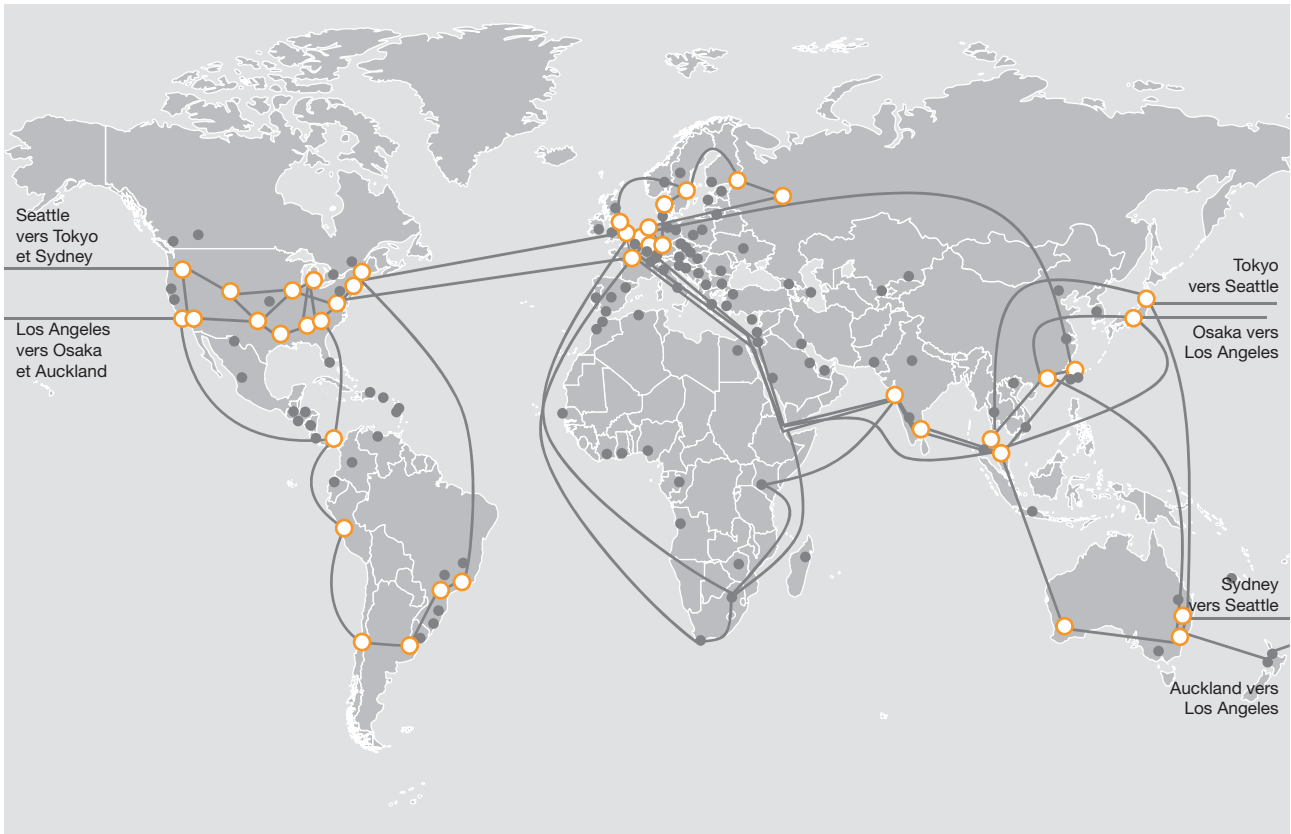 Seattle
vers Tokyo
et Sydney
Los Angeles
vers Osaka
et Auckland
Tokyo
vers Seattle
Osaka vers
Los Angeles
Sydney
vers Seattle
Auckland vers
Los Angeles